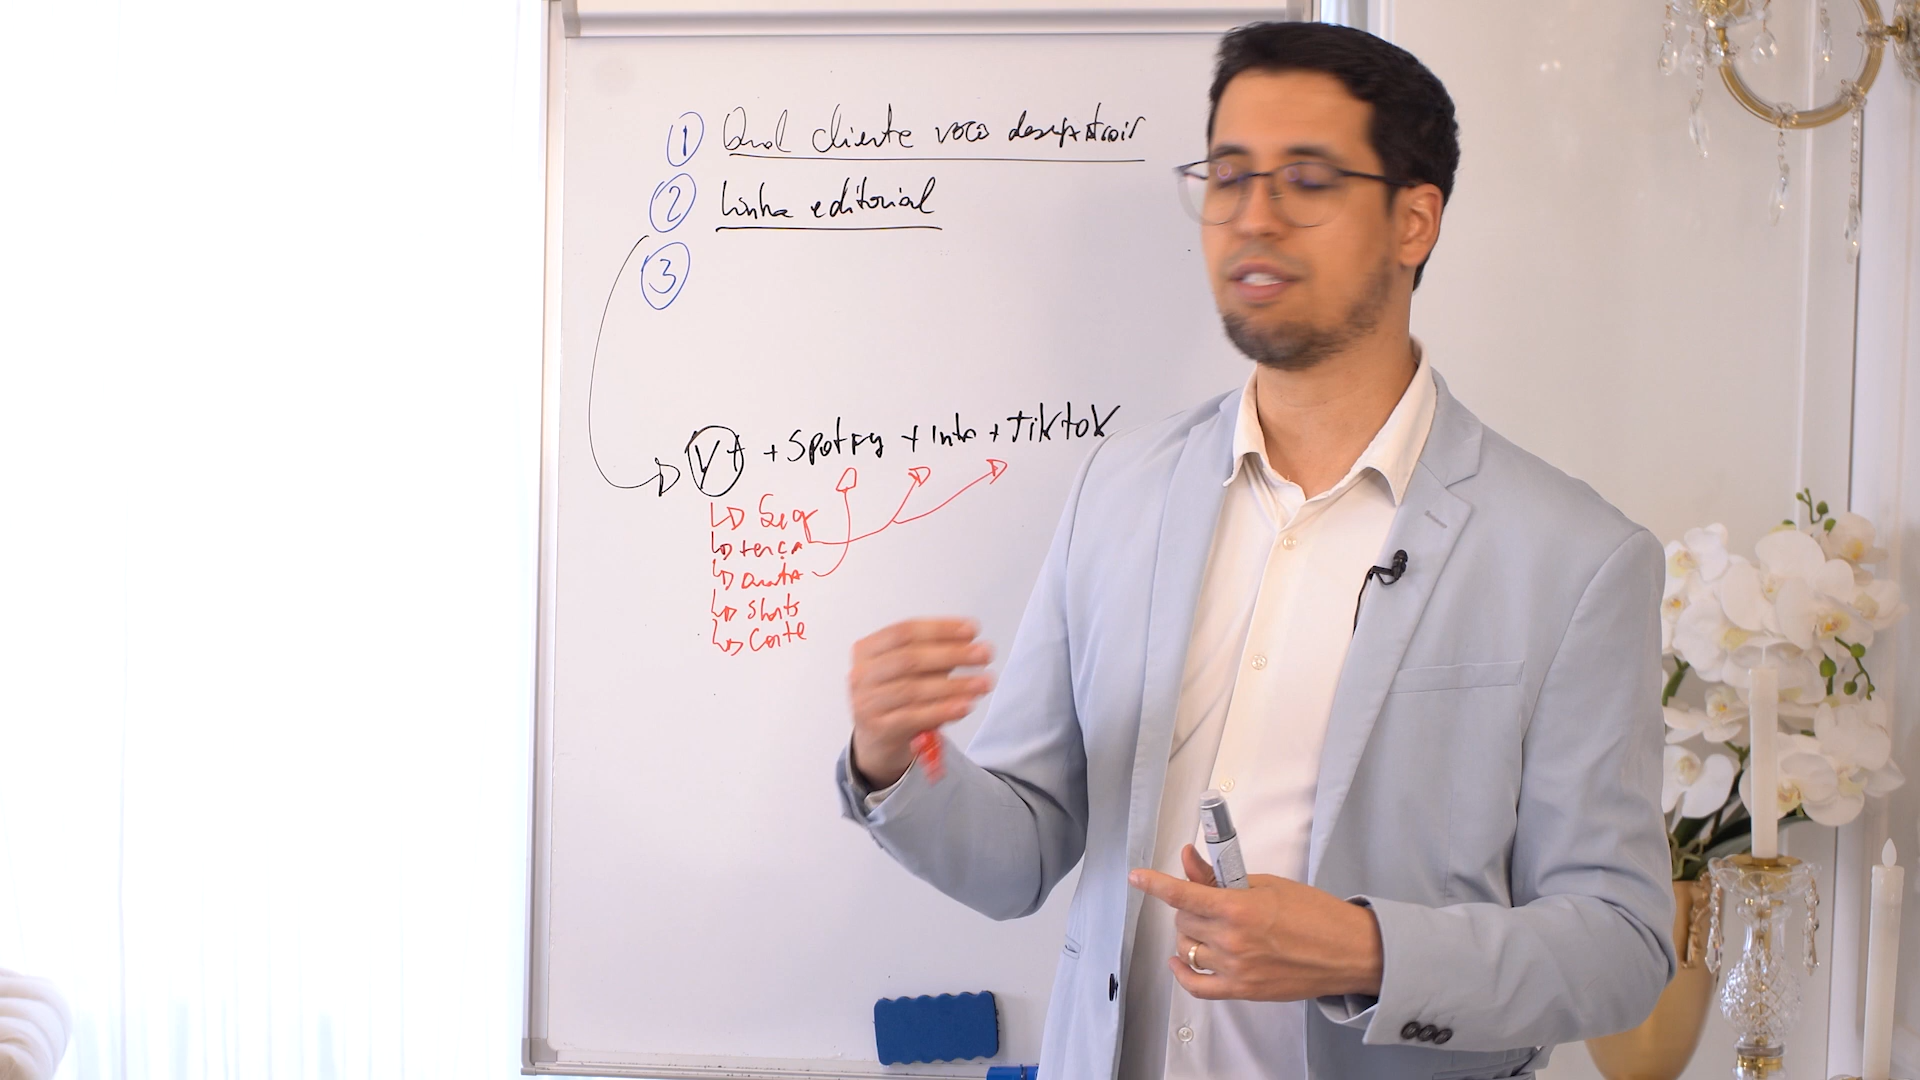 1 Qual cliente você deseja atrair
2 Linha editorial
3
YT + Spotify + Insta + TikTok
Seg
terça
Quarta
Shorts
Corte